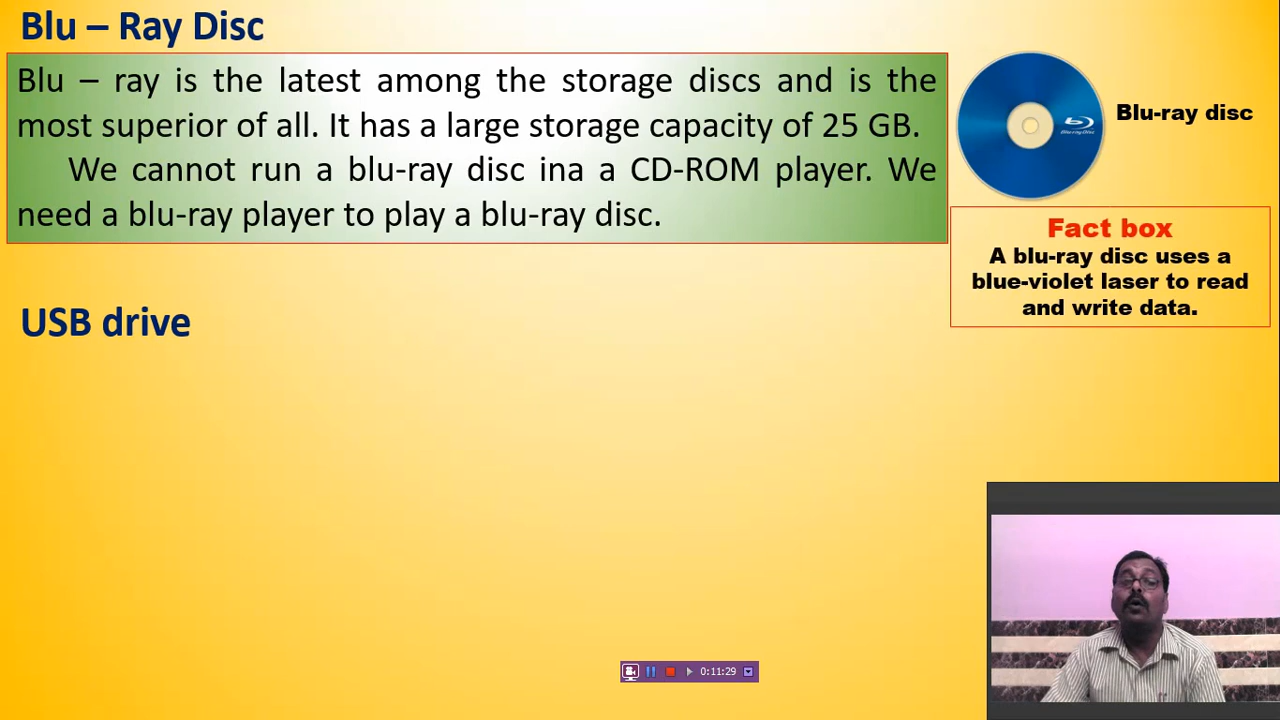 Blu – Ray Disc
Blu – ray is the latest among the storage discs and is the
most superior of all. It has a large storage capacity of 25 GB.
We cannot run a blu-ray disc ina a CD-ROM player. We
need a blu-ray player to play a blu-ray disc.
Blu-ray Disc
Blu-ray disc
Fact box
A blu-ray disc uses a
blue-violet laser to read
and write data.
USB drive
0:11:29